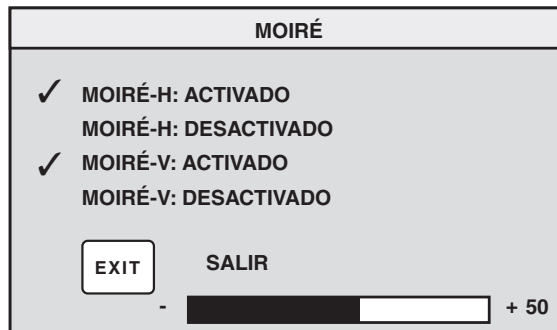 MOIRÉ
MOIRÉ-H: ACTIVADO
MOIRÉ-H: DESACTIVADO
MOIRÉ-V: ACTIVADO
MOIRÉ-V: DESACTIVADO
EXIT SALIR
- + 50